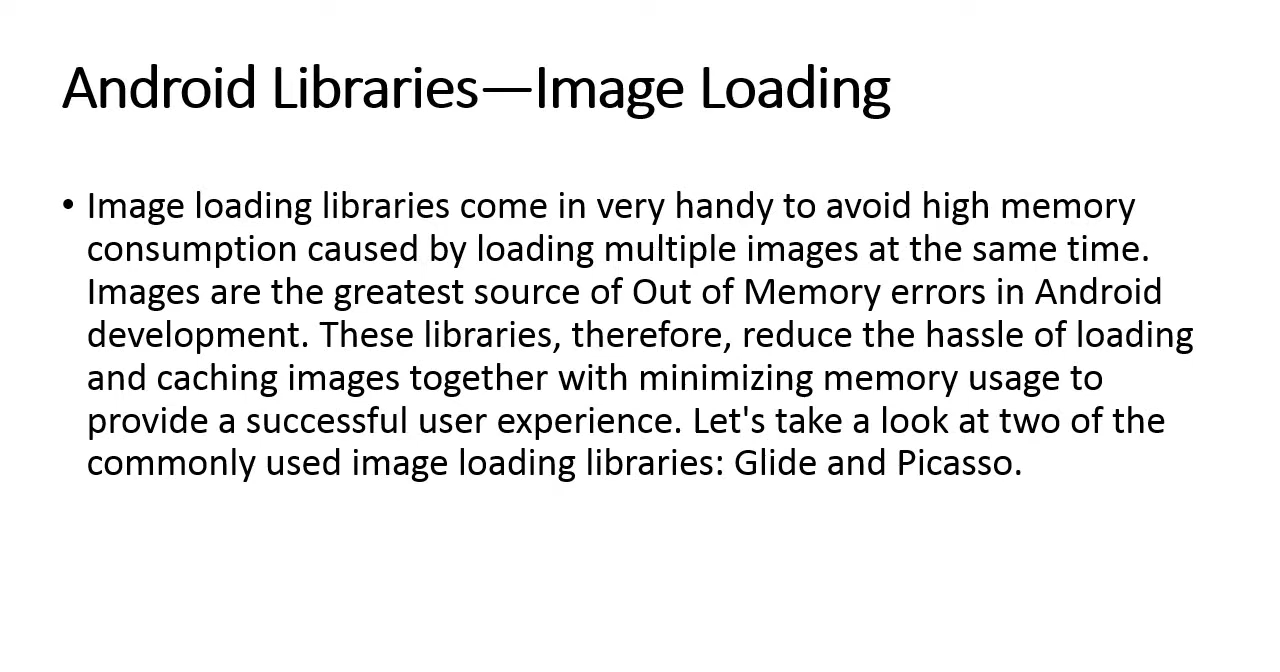 Android Libraries—Image Loading
• Image loading libraries come in very handy to avoid high memory
consumption caused by loading multiple images at the same time.
Images are the greatest source of Out of Memory errors in Android
development. These libraries, therefore, reduce the hassle of loading
and caching images together with minimizing memory usage to
provide a successful user experience. Let's take a look at two of the
commonly used image loading libraries: Glide and Picasso.